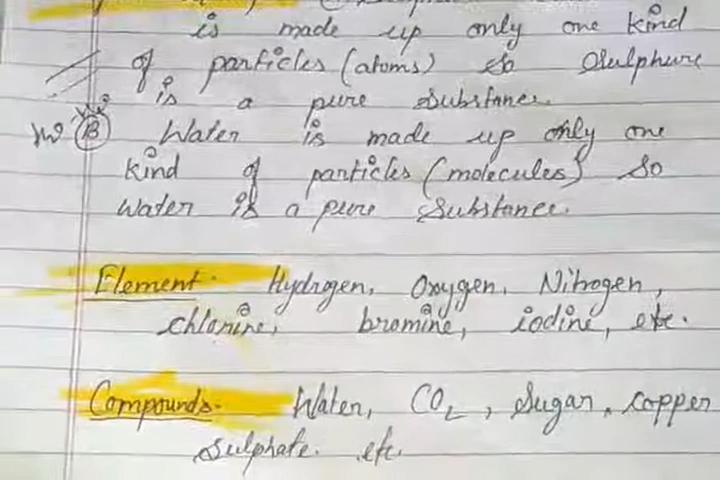 is made up only one kind
of particles (atoms) so Sulphure
is a pure substance.
(B) Water is made up only one
kind of particles (molecules) so
Water is a pure Substance.
Element. Hydrogen, Oxygen, Nitrogen,
chlorine, bromine, iodine, etc.
Compounds. Water, CO2, Sugar, copper
Sulphate. etc.